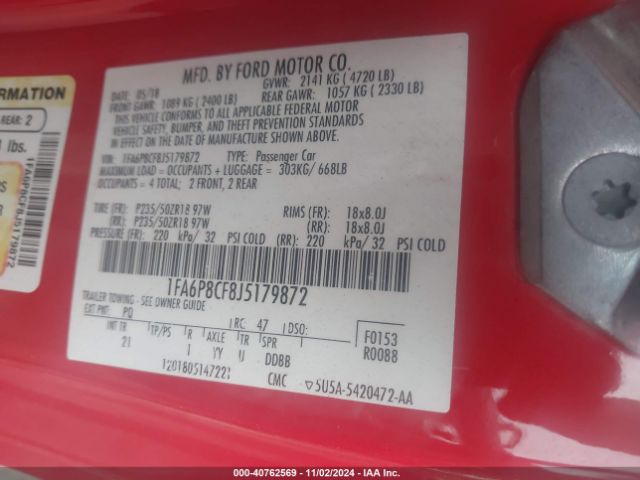 MFD. BY FORD MOTOR CO.
DATE: 05/18 GVWR: 2141 KG ( 4720 LB)
FRONT GAWR: 1089 KG ( 2400 LB) REAR GAWR: 1057 KG ( 2330 LB)
THIS VEHICLE CONFORMS TO ALL APPLICABLE FEDERAL MOTOR
VEHICLE SAFETY, BUMPER, AND THEFT PREVENTION STANDARDS
IN EFFECT ON THE DATE OF MANUFACTURE SHOWN ABOVE.
VIN: 1FA6P8CF8J5179872 TYPE: Passenger Car
MAXIMUM LOAD = OCCUPANTS + LUGGAGE = 303KG/ 668LB
OCCUPANTS = 4 TOTAL; 2 FRONT, 2 REAR
TIRE (FR): P235/50ZR18 97W RIMS (FR): 18x8.0J
(RR): P235/50ZR18 97W (RR): 18x8.0J
PRESSURE (FR): 220 kPa/ 32 PSI COLD (RR): 220 kPa/ 32 PSI COLD
1FA6P8CF8J5179872
TRAILER TOWING - SEE OWNER GUIDE
EXT PNT: PQ RC: 47 DSO:
INT TR TP/PS R AXLE TR SPR
21 1 YY U DDBB
F0153
R0088
CMC 5U5A-5420472-AA
ORMATION
REAR: 2
lbs.
1FA6P8CF8J5179872
000-40762569 - 11/02/2024 - IAA Inc.